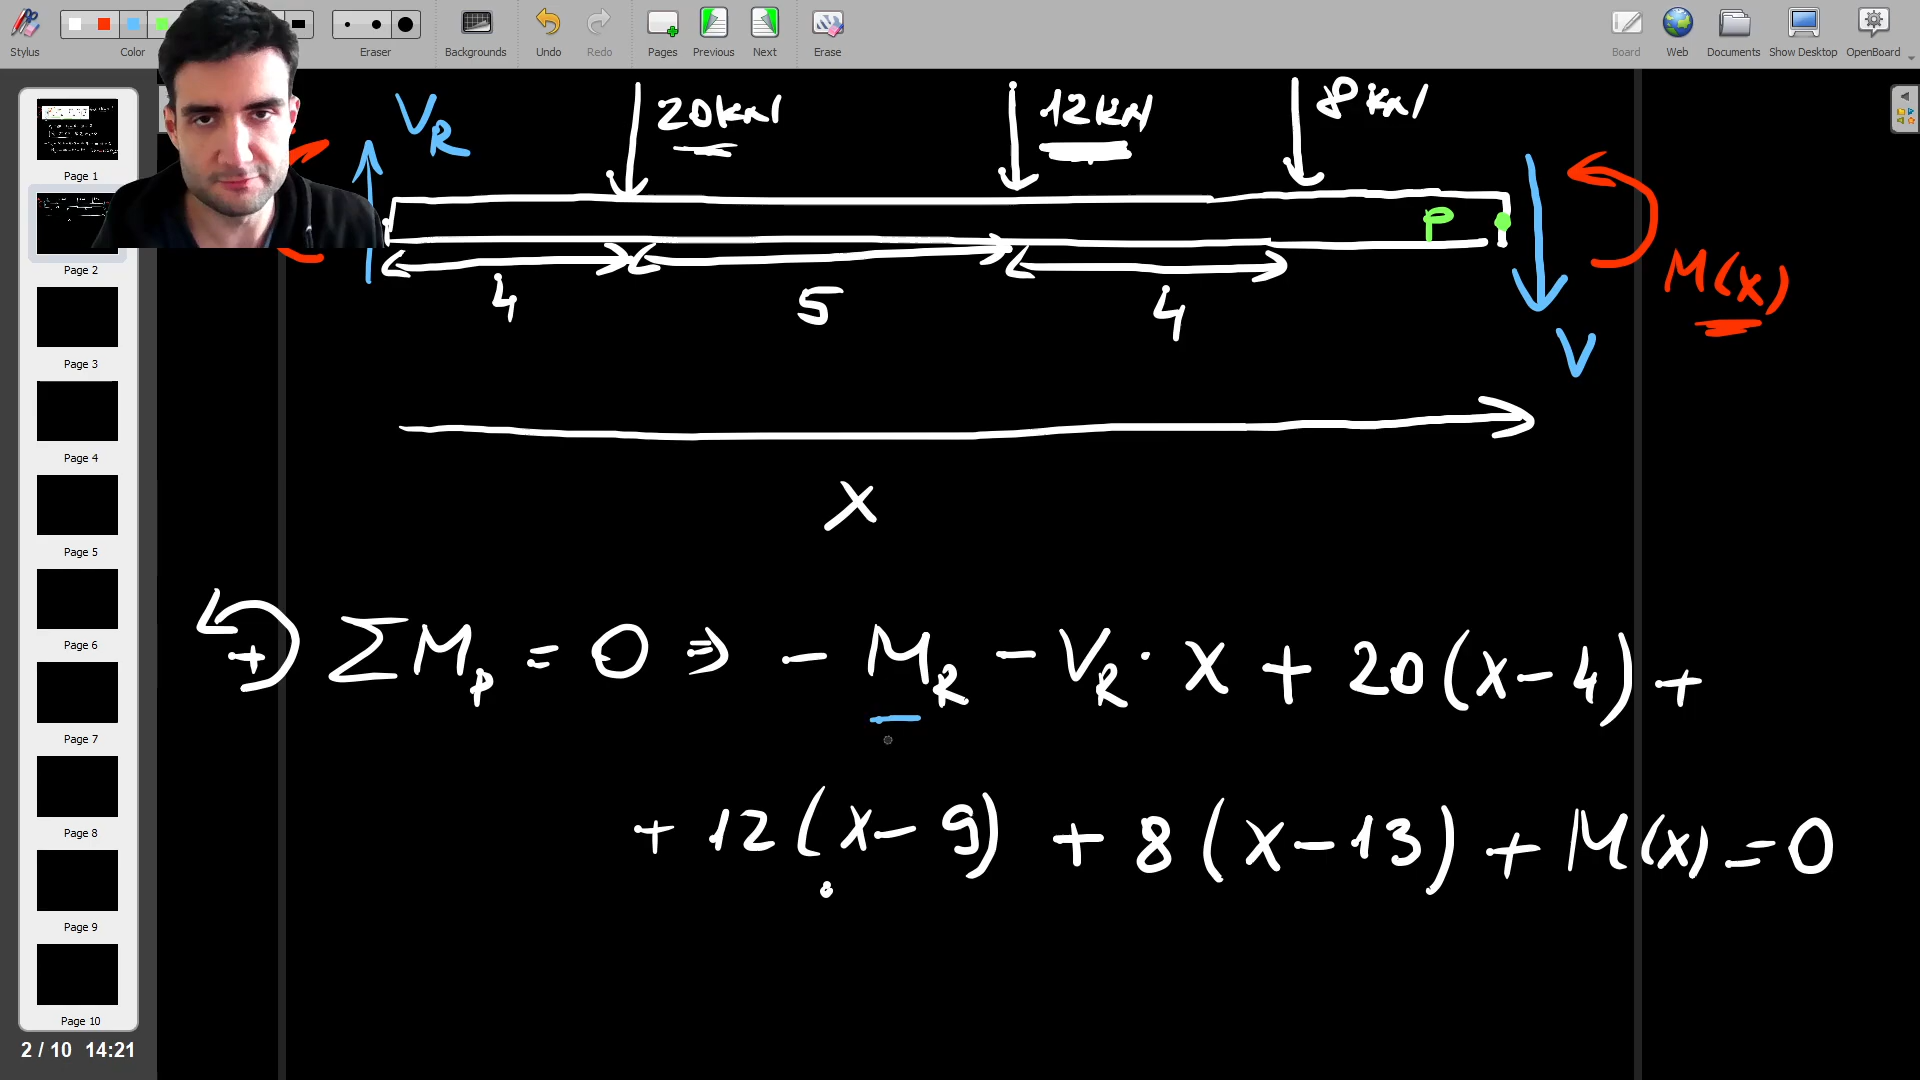 Stylus Color Eraser Backgrounds Undo Redo Pages Previous Next Erase Board Web Documents Show Desktop OpenBoard
V_R 20kN 12kN 8kN
P
M(x)
4 5 4
V
x
+ ΣM_p = 0 ⇒ - M_R - V_R · x + 20(x-4) +
+ 12(x-9) + 8(x-13) + M(x) = 0
Page 1
Page 2
Page 3
Page 4
Page 5
Page 6
Page 7
Page 8
Page 9
Page 10
2 / 10 14:21